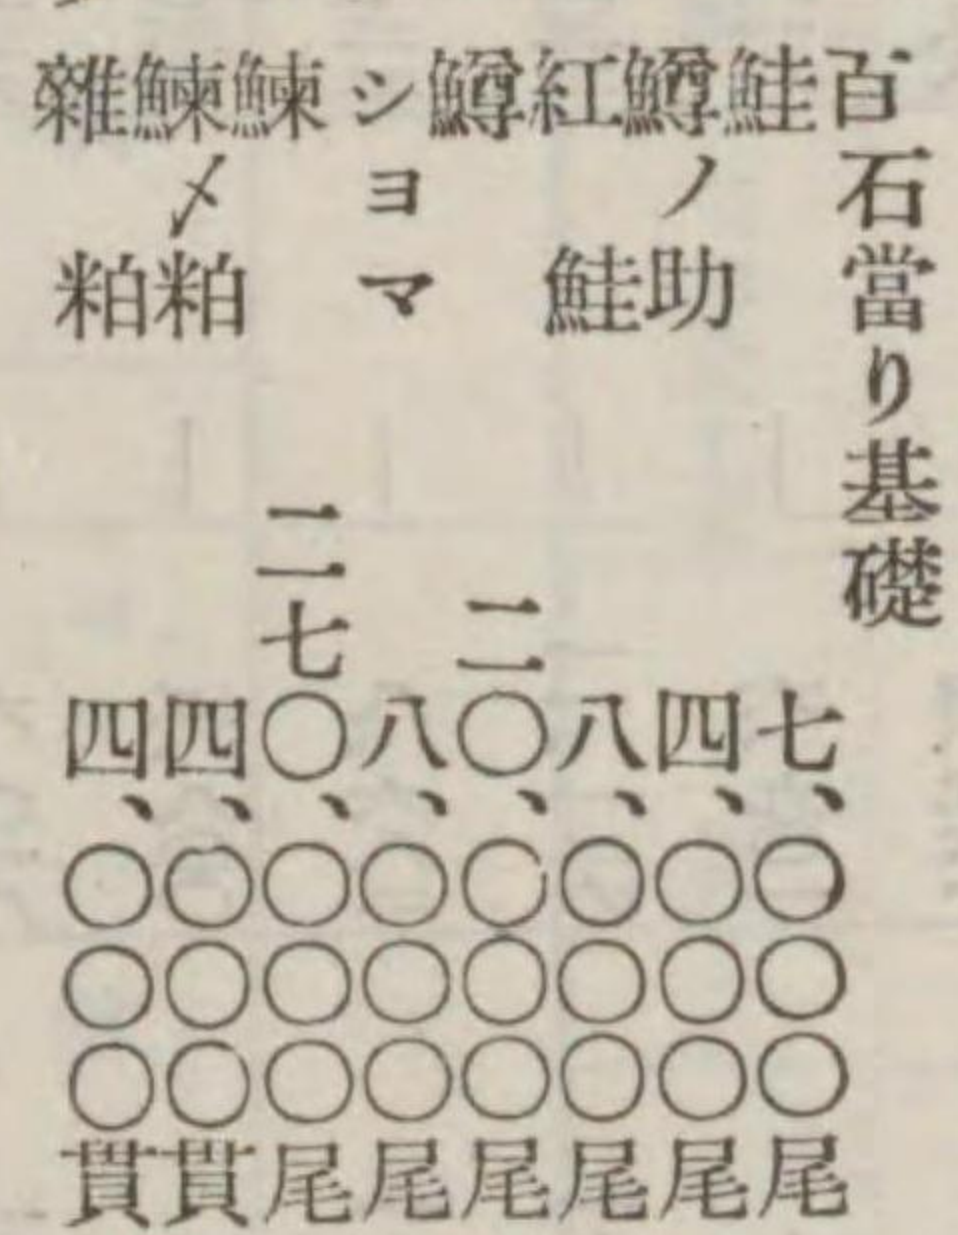 百石當り基礎
鮭 七、〇〇〇尾
鱒ノ助 四、〇〇〇尾
紅鮭 八、〇〇〇尾
鱒 二〇、〇〇〇尾
ショマ 八、〇〇〇尾
鰊 二七〇、〇〇〇尾
鰊〆粕 四、〇〇〇貫
雜粕 四、〇〇〇貫